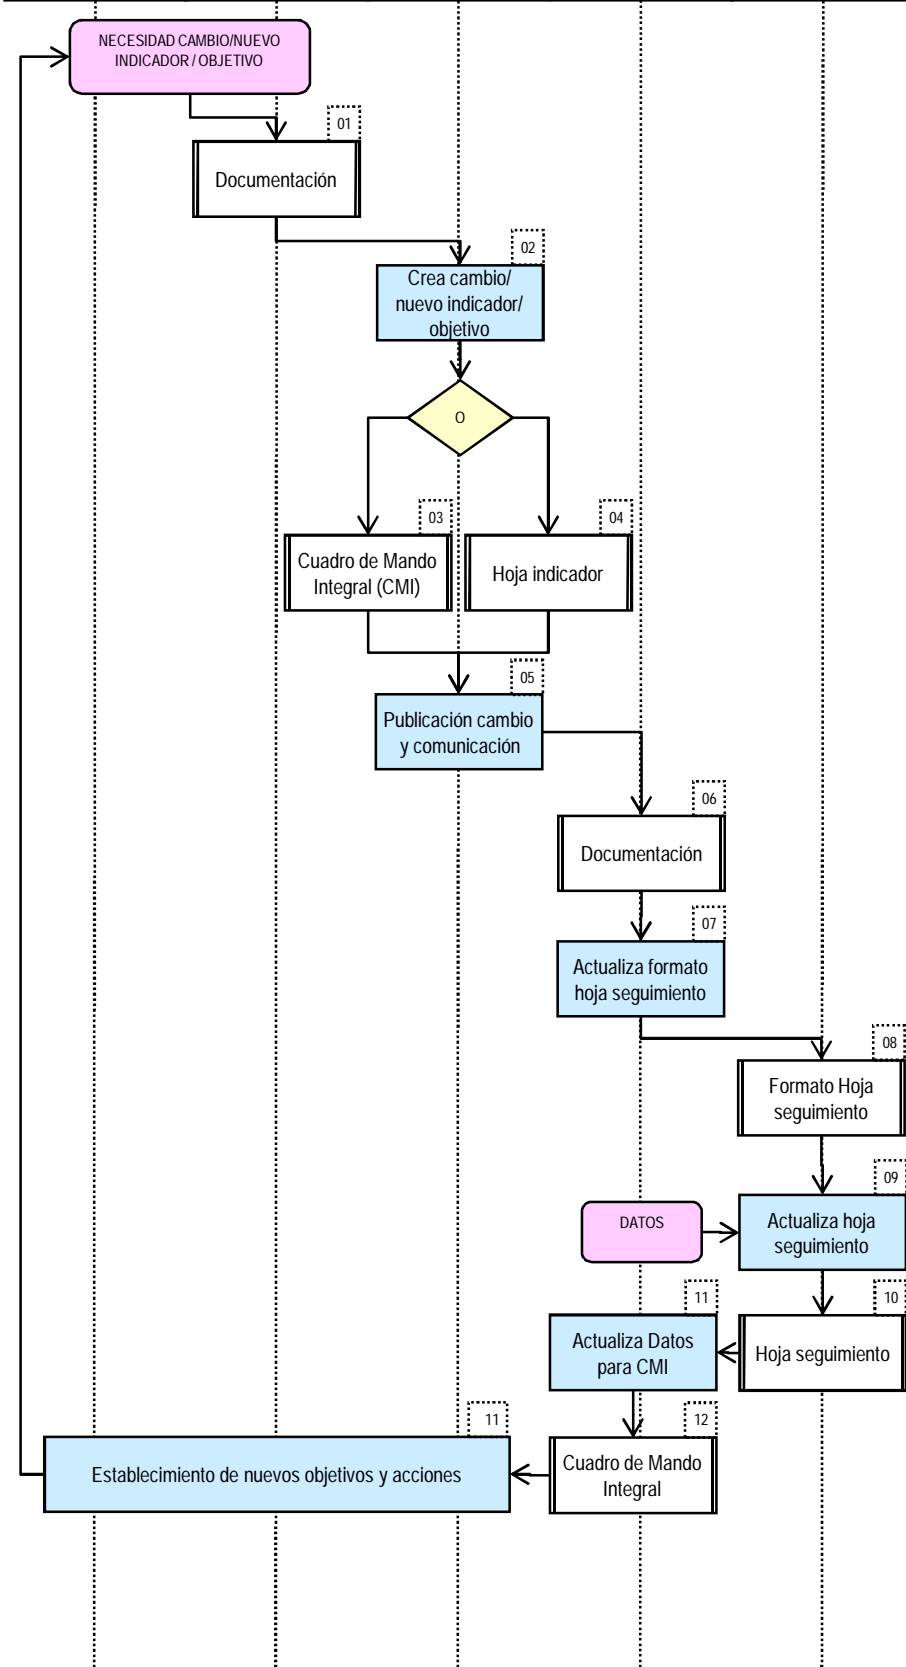 NECESIDAD CAMBIO/NUEVO
INDICADOR / OBJETIVO
01
Documentación
02
Crea cambio/
nuevo indicador/
objetivo
O
03
Cuadro de Mando
Integral (CMI)
04
Hoja indicador
05
Publicación cambio
y comunicación
06
Documentación
07
Actualiza formato
hoja seguimiento
08
Formato Hoja
seguimiento
09
DATOS
Actualiza hoja
seguimiento
10
Hoja seguimiento
11
Actualiza Datos
para CMI
12
Cuadro de Mando
Integral
11
Establecimiento de nuevos objetivos y acciones